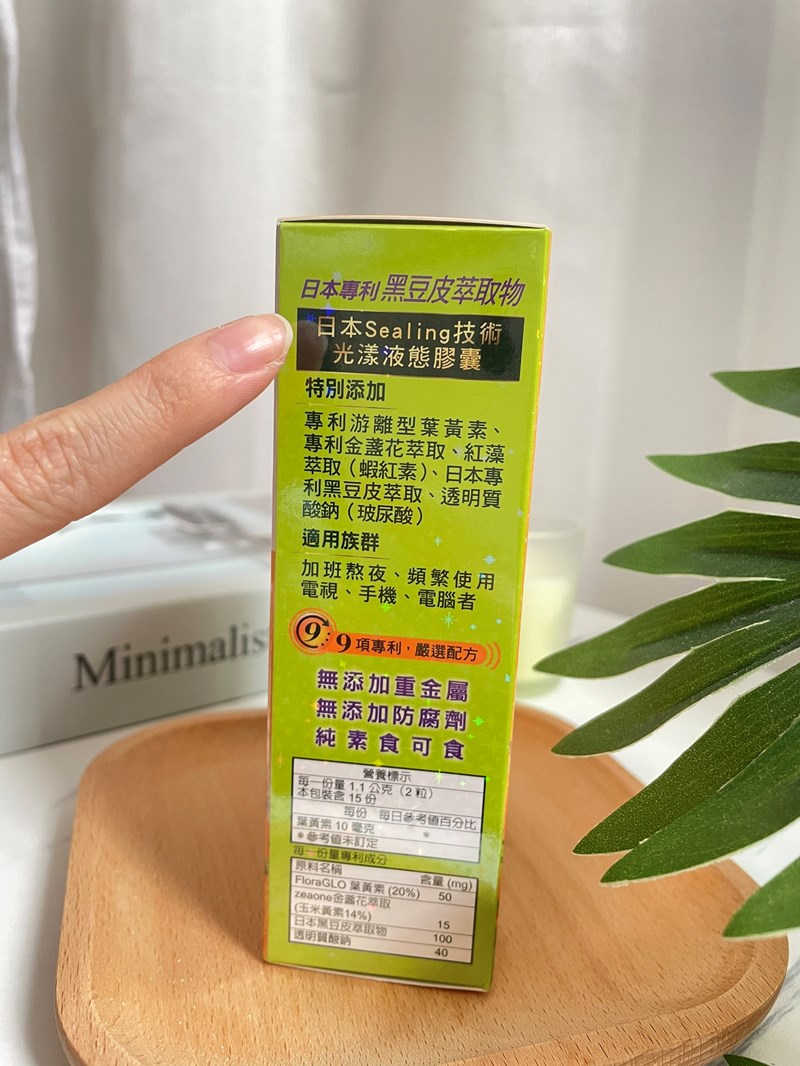 日本專利黑豆皮萃取物
日本Sealing技術
光漾液態膠囊
特別添加
專利游離型葉黃素、
專利金盞花萃取、紅藻
萃取（蝦紅素）、日本專
利黑豆皮萃取、透明質
酸鈉（玻尿酸）
適用族群
加班熬夜、頻繁使用
電視、手機、電腦者
9 9項專利，嚴選配方
無添加重金屬
無添加防腐劑
純素食可食
營養標示
每一份量 1.1 公克（2 粒）
本包裝含 15 份
每份 每日參考值百分比
葉黃素 10 毫克 *
*參考值未訂定
每一份量專利成分
原料名稱 含量 (mg)
FloraGLO 葉黃素 (20%) 50
zeaone金盞花萃取
(玉米黃素14%) 15
日本黑豆皮萃取物 100
透明質酸鈉 40
Minimalis